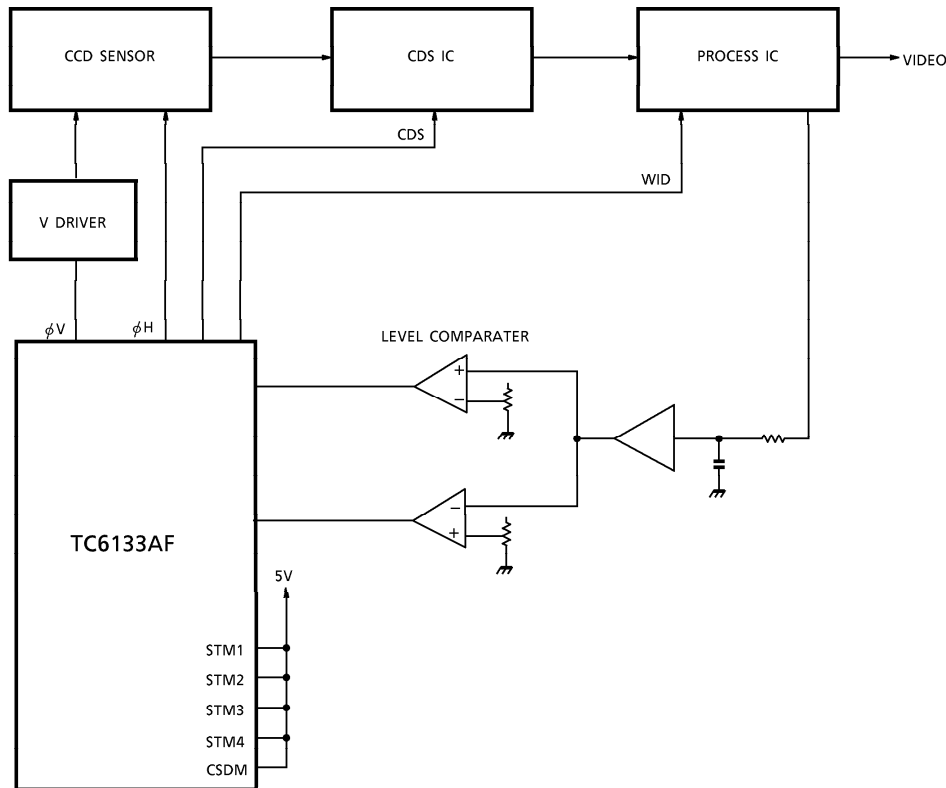 CCD SENSOR
CDS IC
PROCESS IC
VIDEO
CDS
WID
V DRIVER
ϕV
ϕH
LEVEL COMPARATER
+
−
−
+
TC6133AF
5V
STM1
STM2
STM3
STM4
CSDM